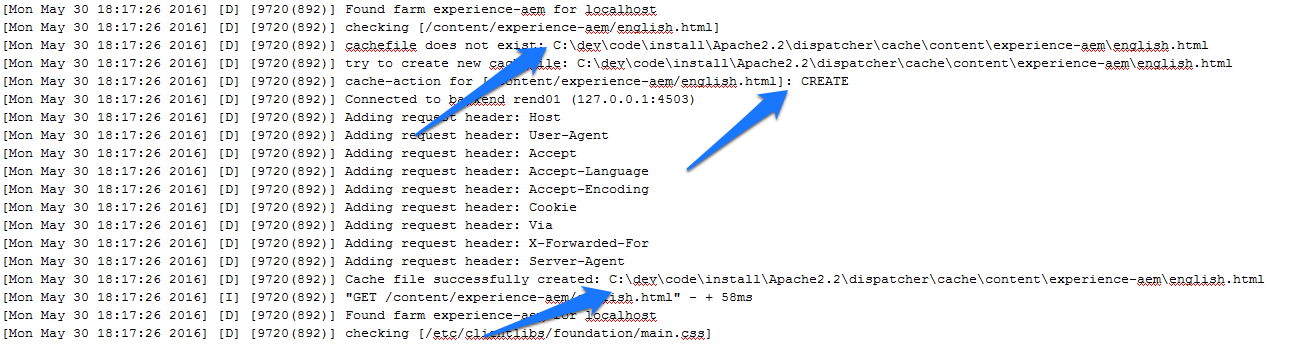 [Mon May 30 18:17:26 2016] [D] [9720(892)] Found farm experience-aem for localhost
[Mon May 30 18:17:26 2016] [D] [9720(892)] checking [/content/experience-aem/english.html]
[Mon May 30 18:17:26 2016] [D] [9720(892)] cachefile does not exist: C:\dev\code\install\Apache2.2\dispatcher\cache\content\experience-aem\english.html
[Mon May 30 18:17:26 2016] [D] [9720(892)] try to create new cachefile: C:\dev\code\install\Apache2.2\dispatcher\cache\content\experience-aem\english.html
[Mon May 30 18:17:26 2016] [D] [9720(892)] cache-action for [/content/experience-aem/english.html]: CREATE
[Mon May 30 18:17:26 2016] [D] [9720(892)] Connected to backend rend01 (127.0.0.1:4503)
[Mon May 30 18:17:26 2016] [D] [9720(892)] Adding request header: Host
[Mon May 30 18:17:26 2016] [D] [9720(892)] Adding request header: User-Agent
[Mon May 30 18:17:26 2016] [D] [9720(892)] Adding request header: Accept
[Mon May 30 18:17:26 2016] [D] [9720(892)] Adding request header: Accept-Language
[Mon May 30 18:17:26 2016] [D] [9720(892)] Adding request header: Accept-Encoding
[Mon May 30 18:17:26 2016] [D] [9720(892)] Adding request header: Cookie
[Mon May 30 18:17:26 2016] [D] [9720(892)] Adding request header: Via
[Mon May 30 18:17:26 2016] [D] [9720(892)] Adding request header: X-Forwarded-For
[Mon May 30 18:17:26 2016] [D] [9720(892)] Adding request header: Server-Agent
[Mon May 30 18:17:26 2016] [D] [9720(892)] Cache file successfully created: C:\dev\code\install\Apache2.2\dispatcher\cache\content\experience-aem\english.html
[Mon May 30 18:17:26 2016] [I] [9720(892)] "GET /content/experience-aem/english.html" - + 58ms
[Mon May 30 18:17:26 2016] [D] [9720(892)] Found farm experience-aem for localhost
[Mon May 30 18:17:26 2016] [D] [9720(892)] checking [/etc/clientlibs/foundation/main.css]